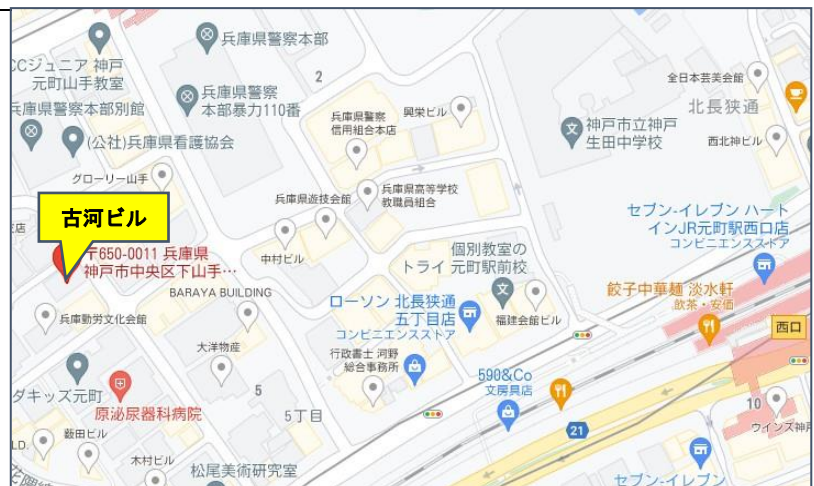 兵庫県警察本部
CCジュニア 神戸
元町山手教室
2
全日本芸美会館
兵庫県警察
本部暴力110番
兵庫県警察本部別館
兵庫県警察
信用組合本店
興栄ビル
北長狭通
神戸市立神戸
生田中学校
西北神ビル
(公社)兵庫県看護協会
グローリー山手
兵庫県遊技会館
兵庫県高等学校
教職員組合
セブン-イレブン ハート
インJR元町駅西口店
コンビニエンスストア
古河ビル
店
〒650-0011 兵庫県
神戸市中央区下山手…
中村ビル
個別教室の
トライ 元町駅前校
BARAYA BUILDING
餃子中華麺 淡水軒
飲茶・安価
ローソン 北長狭通
五丁目店
コンビニエンスストア
福建会館ビル
西口
兵庫勤労文化会館
大洋物産
行政書士 河野
総合事務所
590&Co
文房具店
ダキッズ元町
原泌尿器科病院
5
5丁目
10
ウインズ神戸
21
薮田ビル
LD.
木村ビル
松尾美術研究室
セブン-イレブン
花隈